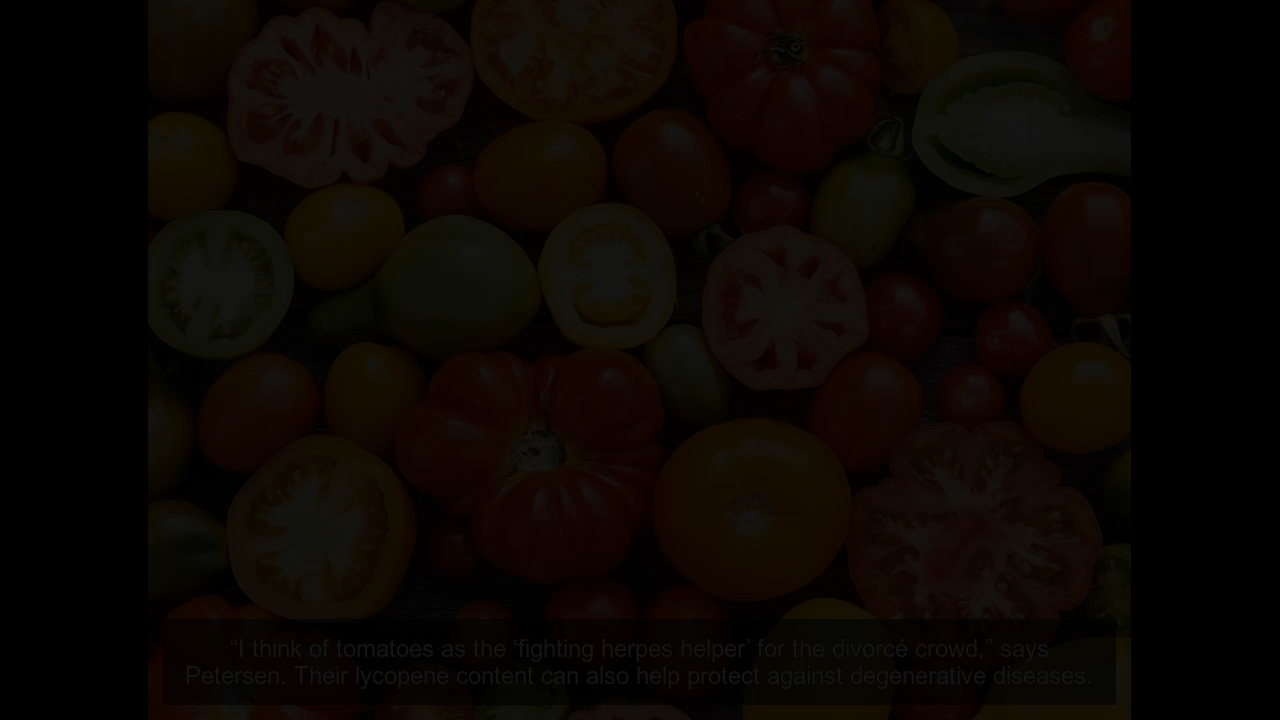 “I think of tomatoes as the ‘fighting herpes helper’ for the divorcé crowd,” says
Petersen. Their lycopene content can also help protect against degenerative diseases.